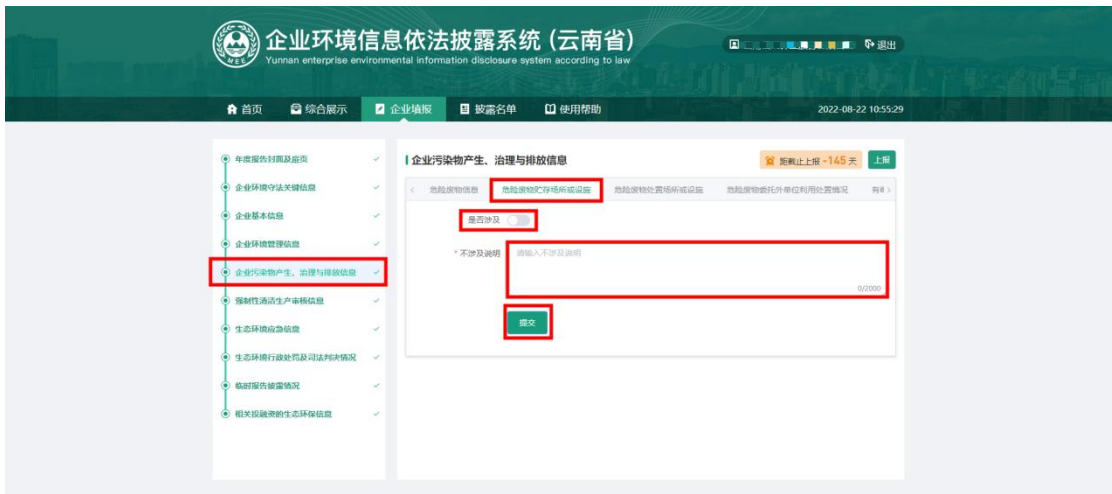 企业环境信息依法披露系统 (云南省)
Yunnan enterprise environmental information disclosure system according to law
MEE
退出
首页 综合展示 企业填报 披露名单 使用帮助 2022-08-22 10:55:29
年度报告封面及扉页
企业环境守法关键信息
企业基本信息
企业环境管理信息
企业污染物产生、治理与排放信息
强制性清洁生产审核信息
生态环境应急信息
生态环境行政处罚及司法判决情况
临时报告披露情况
相关投融资的生态环保信息
企业污染物产生、治理与排放信息 距截止上报 -145 天 上报
危险废物信息 危险废物贮存场所或设施 危险废物处置场所或设施 危险废物委托外单位利用处置情况
是否涉及
* 不涉及说明 请输入不涉及说明
0/2000
提交